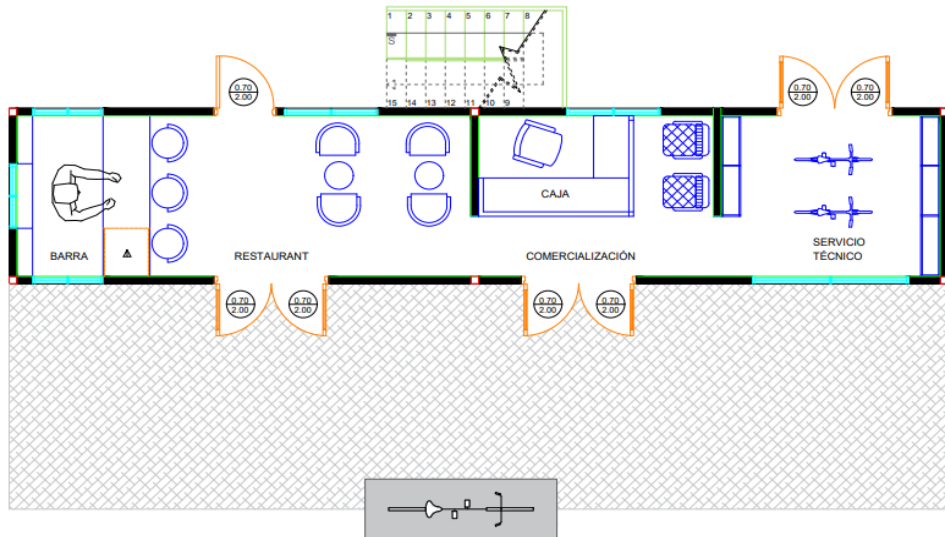 1 2 3 4 5 6 7 8
S
15 14 13 12 11 10 9
0.70
2.00
0.70
2.00
0.70
2.00
CAJA
BARRA
RESTAURANT
COMERCIALIZACIÓN
SERVICIO
TÉCNICO
0.70
2.00
0.70
2.00
0.70
2.00
0.70
2.00